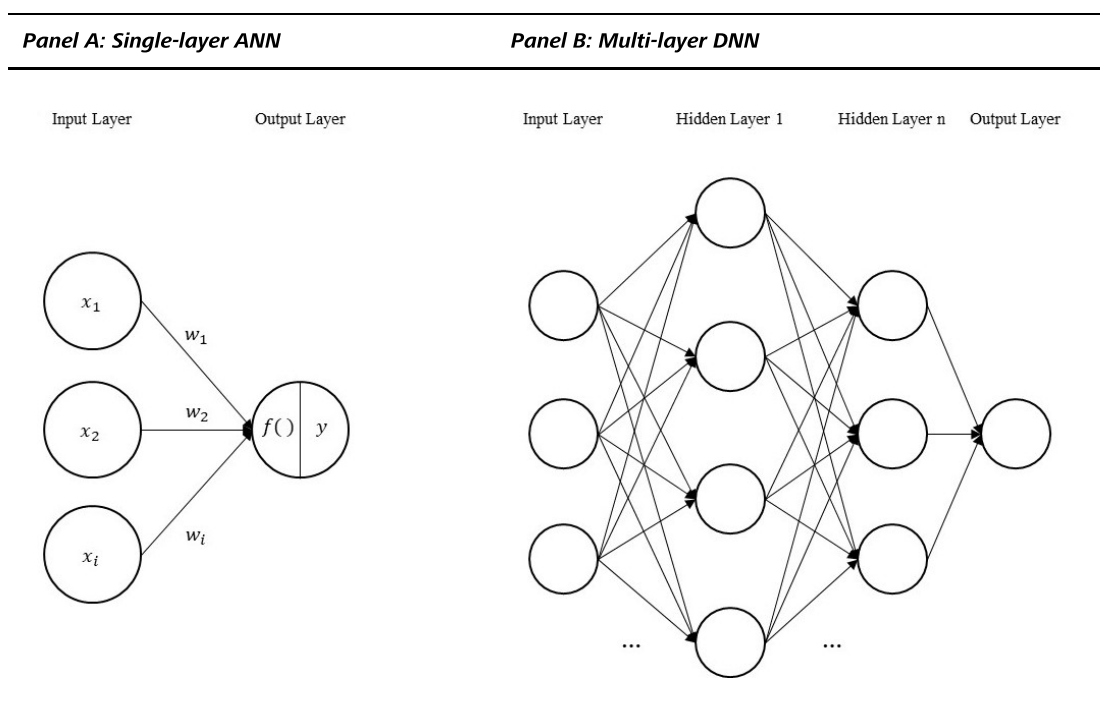 Panel A: Single-layer ANN
Panel B: Multi-layer DNN
Input Layer
Output Layer
Input Layer
Hidden Layer 1
Hidden Layer n
Output Layer
x₁
w₁
x₂
w₂
f()
y
xᵢ
wᵢ
...
...